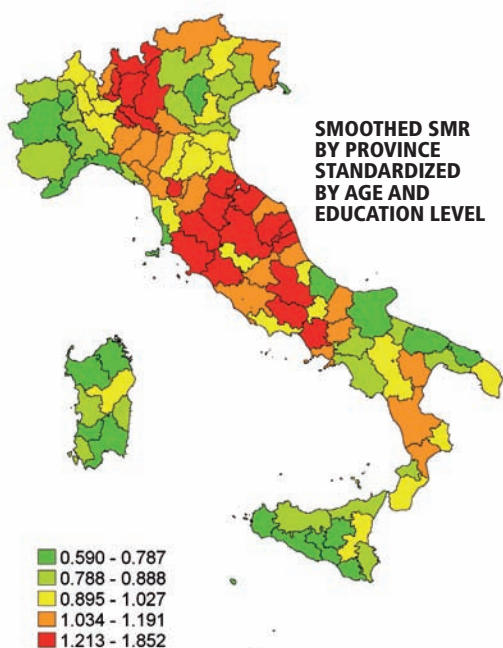 SMOOTHED SMR
BY PROVINCE
STANDARDIZED
BY AGE AND
EDUCATION LEVEL
0.590 - 0.787
0.788 - 0.888
0.895 - 1.027
1.034 - 1.191
1.213 - 1.852